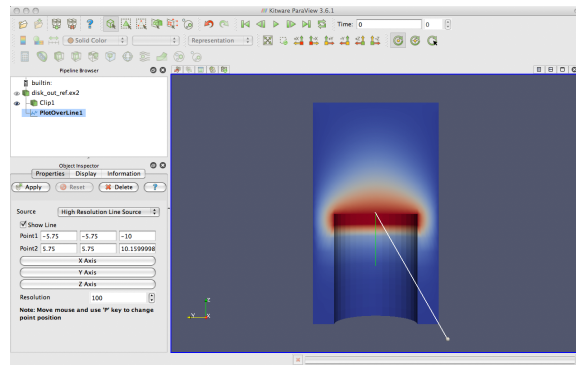 Kitware ParaView 3.6.1
Time: 0
0
Solid Color
Representation
Pipeline Browser
builtin:
disk_out_ref.ex2
Clip1
PlotOverLine1
Object Inspector
Properties Display Information
Apply Reset Delete ?
Source High Resolution Line Source
Show Line
Point1 -5.75 -5.75 -10
Point2 5.75 5.75 10.1599998
X Axis
Y Axis
Z Axis
Resolution 100
Note: Move mouse and use 'P' key to change
point position
Z
Y X